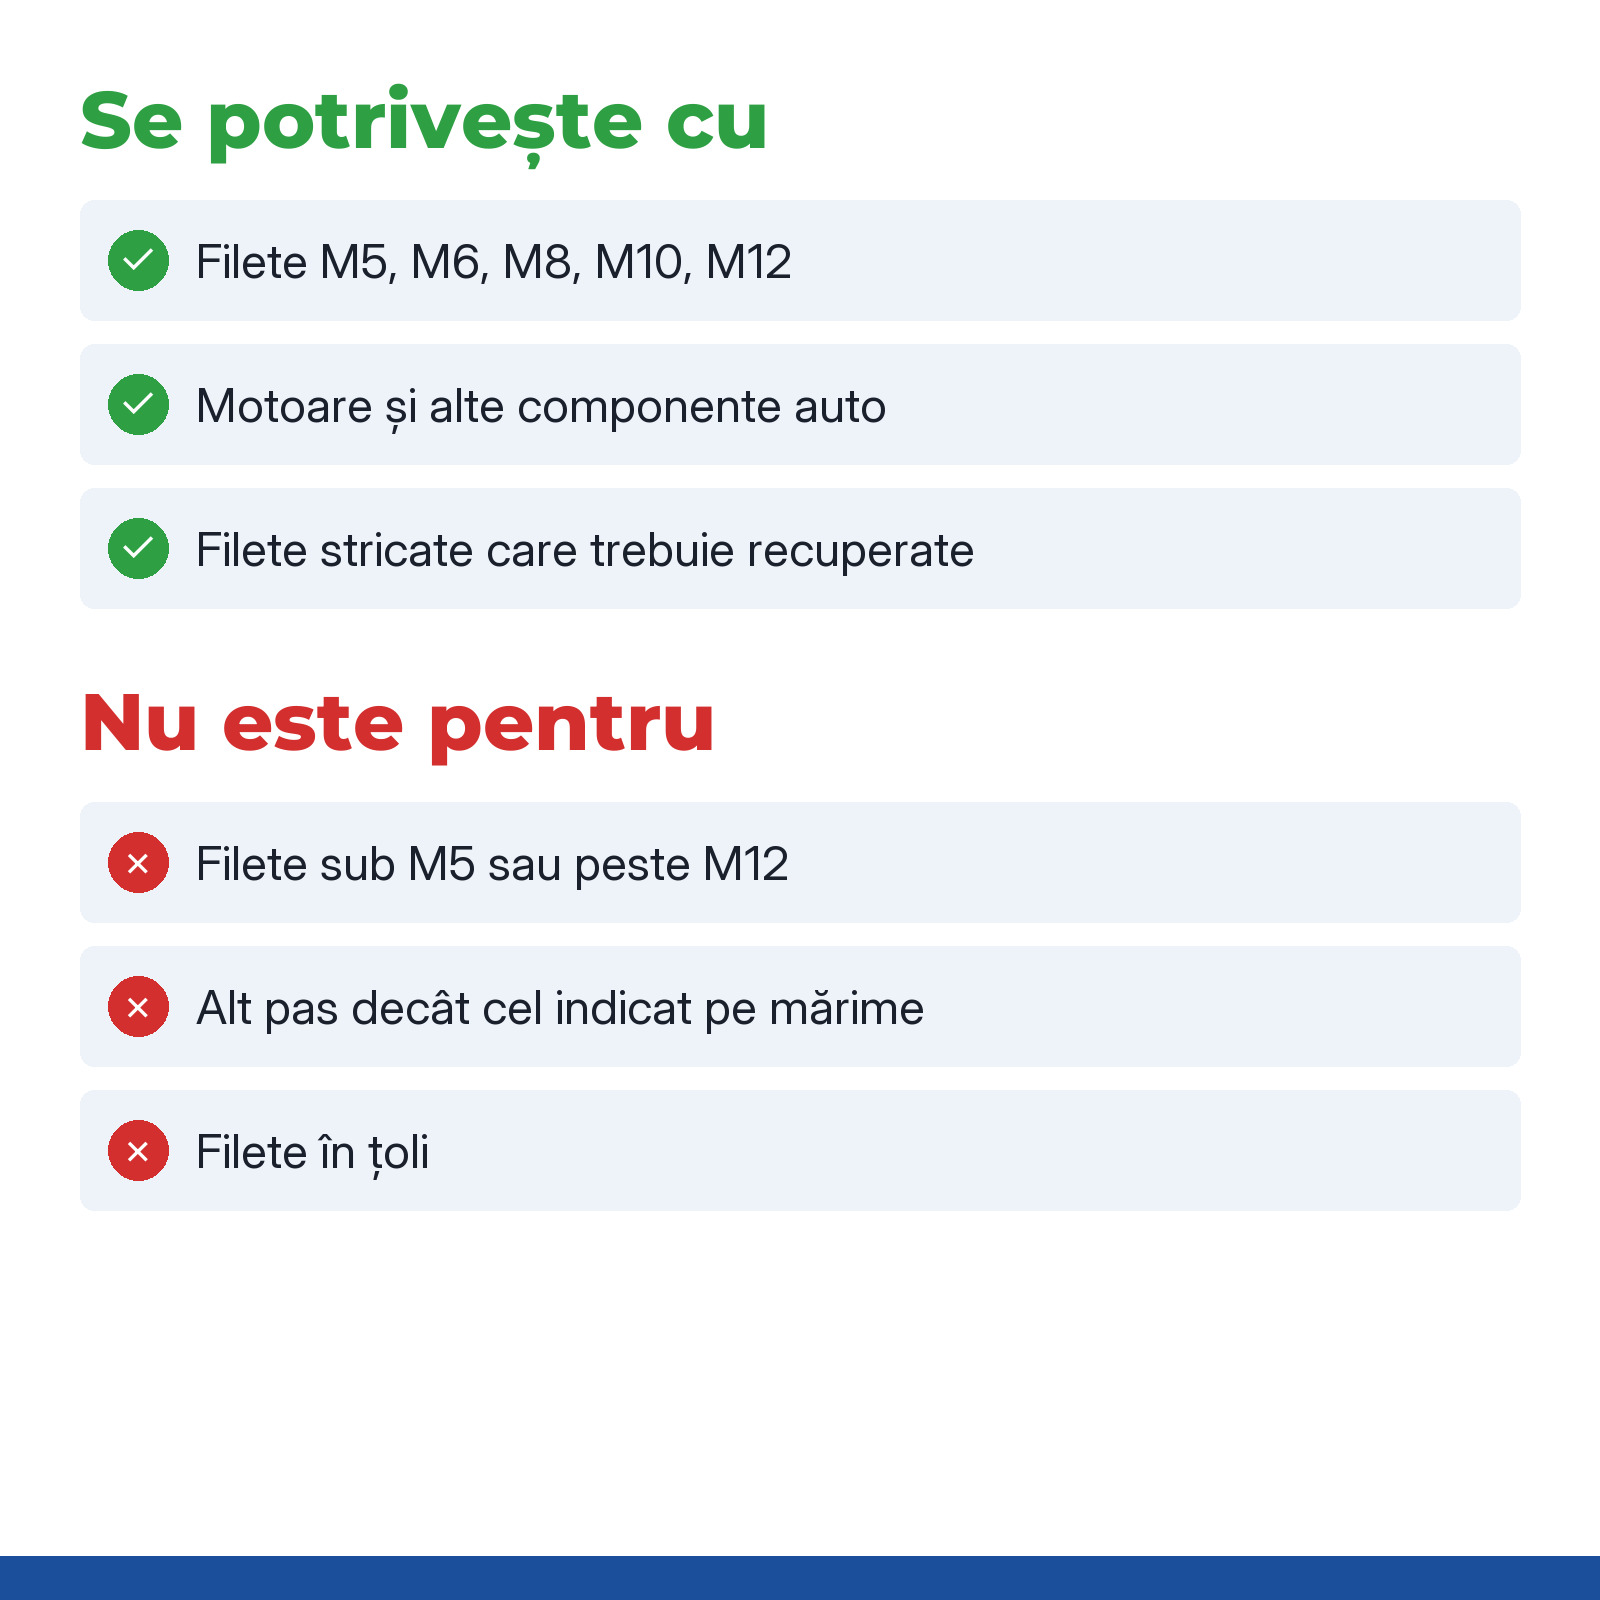 Se potrivește cu
Filete M5, M6, M8, M10, M12
Motoare și alte componente auto
Filete stricate care trebuie recuperate
Nu este pentru
Filete sub M5 sau peste M12
Alt pas decât cel indicat pe mărime
Filete în țoli